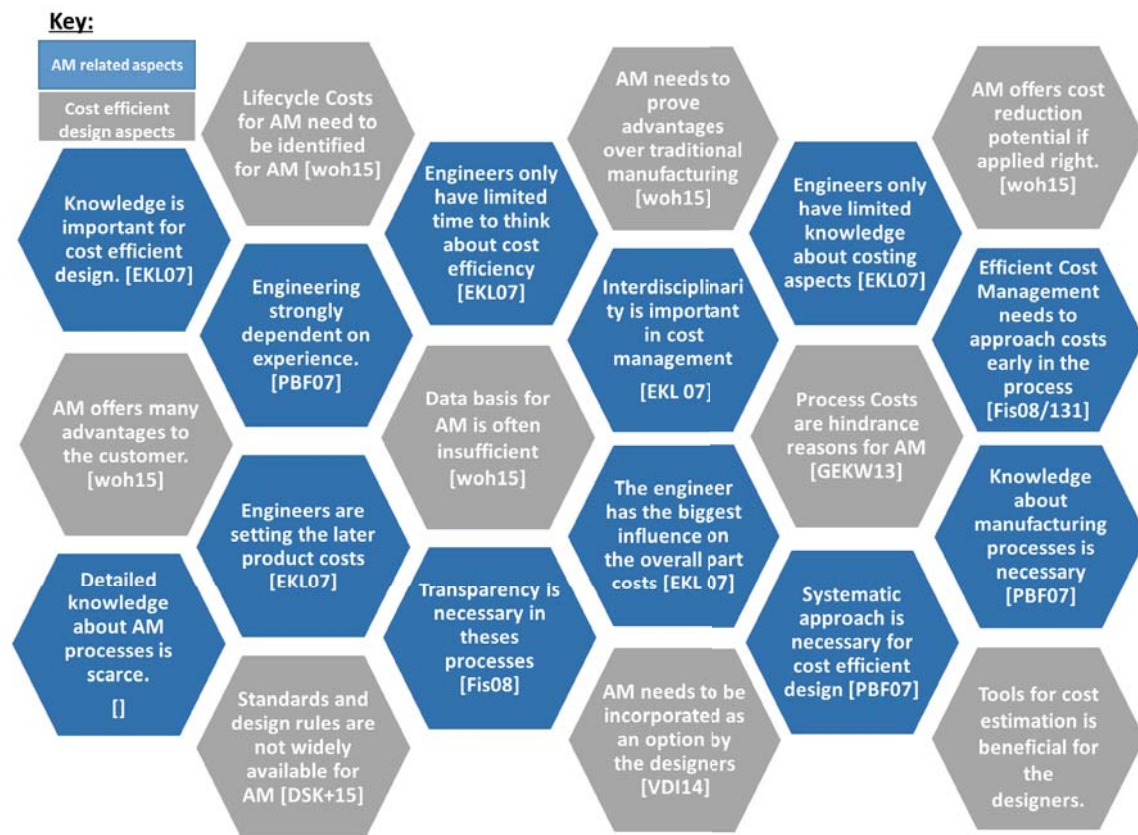 Key:
AM related aspects
Cost efficient
design aspects
Lifecycle Costs
for AM need to
be identified
for AM [woh15]
AM needs to
prove
advantages
over traditional
manufacturing
[woh15]
AM offers cost
reduction
potential if
applied right.
[woh15]
Knowledge is
important for
cost efficient
design. [EKL07]
Engineers only
have limited
time to think
about cost
efficiency
[EKL07]
Engineers only
have limited
knowledge
about costing
aspects [EKL07]
Engineering
strongly
dependent on
experience.
[PBF07]
Interdisciplinari
ty is important
in cost
management
[EKL 07]
Efficient Cost
Management
needs to
approach costs
early in the
process
[Fis08/131]
AM offers many
advantages to
the customer.
[woh15]
Data basis for
AM is often
insufficient
[woh15]
Process Costs
are hindrance
reasons for AM
[GEKW13]
Engineers are
setting the later
product costs
[EKL07]
The engineer
has the biggest
influence on
the overall part
costs [EKL 07]
Knowledge
about
manufacturing
processes is
necessary
[PBF07]
Detailed
knowledge
about AM
processes is
scarce.
[]
Transparency is
necessary in
theses
processes
[Fis08]
Systematic
approach is
necessary for
cost efficient
design [PBF07]
Standards and
design rules are
not widely
available for
AM [DSK+15]
AM needs to be
incorporated as
an option by
the designers
[VDI14]
Tools for cost
estimation is
beneficial for
the
designers.